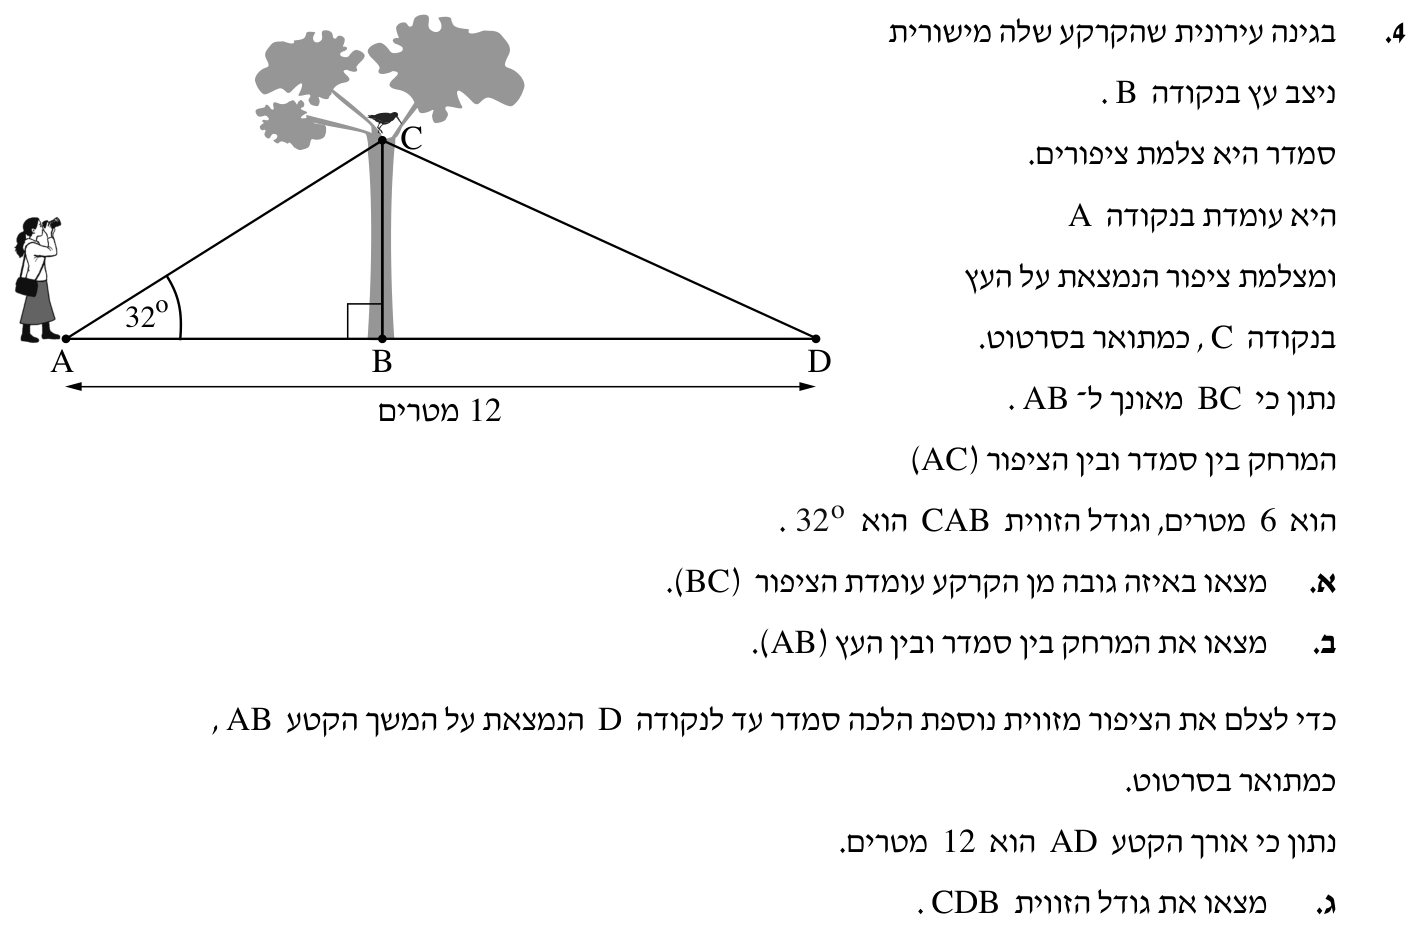 4. בגינה עירונית שהקרקע שלה מישורית
ניצב עץ בנקודה B .
סמדר היא צלמת ציפורים.
היא עומדת בנקודה A
ומצלמת ציפור הנמצאת על העץ
בנקודה C , כמתואר בסרטוט.
נתון כי BC מאונך ל־ AB .
המרחק בין סמדר ובין הציפור (AC)
הוא 6 מטרים, וגודל הזווית CAB הוא 32° .
C
32°
A B D
12 מטרים
א. מצאו באיזה גובה מן הקרקע עומדת הציפור (BC).
ב. מצאו את המרחק בין סמדר ובין העץ (AB).
כדי לצלם את הציפור מזווית נוספת הלכה סמדר עד לנקודה D הנמצאת על המשך הקטע AB ,
כמתואר בסרטוט.
נתון כי אורך הקטע AD הוא 12 מטרים.
ג. מצאו את גודל הזווית CDB .